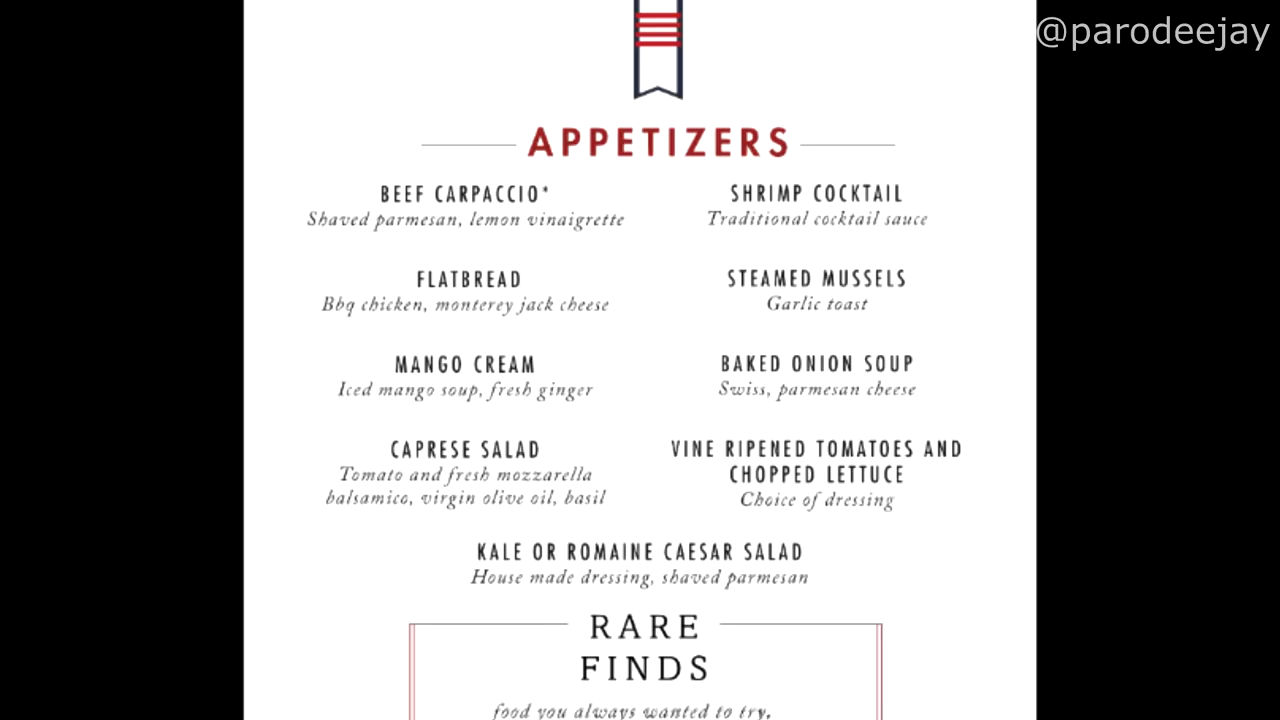 @parodeejay
APPETIZERS
BEEF CARPACCIO*
Shaved parmesan, lemon vinaigrette
SHRIMP COCKTAIL
Traditional cocktail sauce
FLATBREAD
Bbq chicken, monterey jack cheese
STEAMED MUSSELS
Garlic toast
MANGO CREAM
Iced mango soup, fresh ginger
BAKED ONION SOUP
Swiss, parmesan cheese
CAPRESE SALAD
Tomato and fresh mozzarella
balsamico, virgin olive oil, basil
VINE RIPENED TOMATOES AND
CHOPPED LETTUCE
Choice of dressing
KALE OR ROMAINE CAESAR SALAD
House made dressing, shaved parmesan
RARE
FINDS
food you always wanted to try,